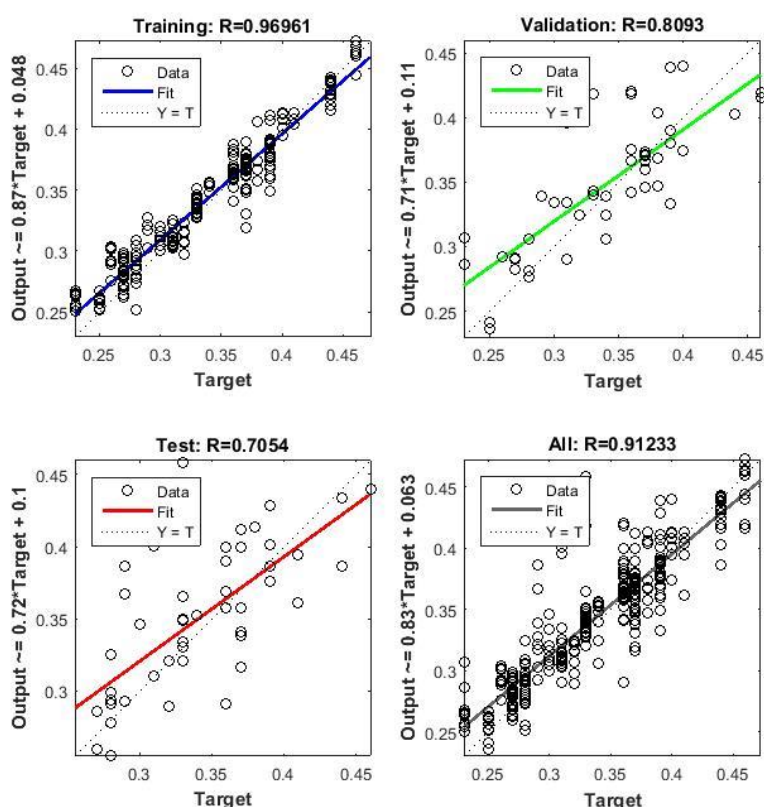 Training: R=0.96961
Output ~= 0.87*Target + 0.048
0.45
0.4
0.35
0.3
0.25
Data
Fit
Y = T
0.25 0.3 0.35 0.4 0.45
Target
Validation: R=0.8093
Output ~= 0.71*Target + 0.11
0.45
0.4
0.35
0.3
0.25
Data
Fit
Y = T
0.25 0.3 0.35 0.4 0.45
Target
Test: R=0.7054
Output ~= 0.72*Target + 0.1
0.45
0.4
0.35
0.3
Data
Fit
Y = T
0.3 0.35 0.4 0.45
Target
All: R=0.91233
Output ~= 0.83*Target + 0.063
0.45
0.4
0.35
0.3
0.25
Data
Fit
Y = T
0.25 0.3 0.35 0.4 0.45
Target